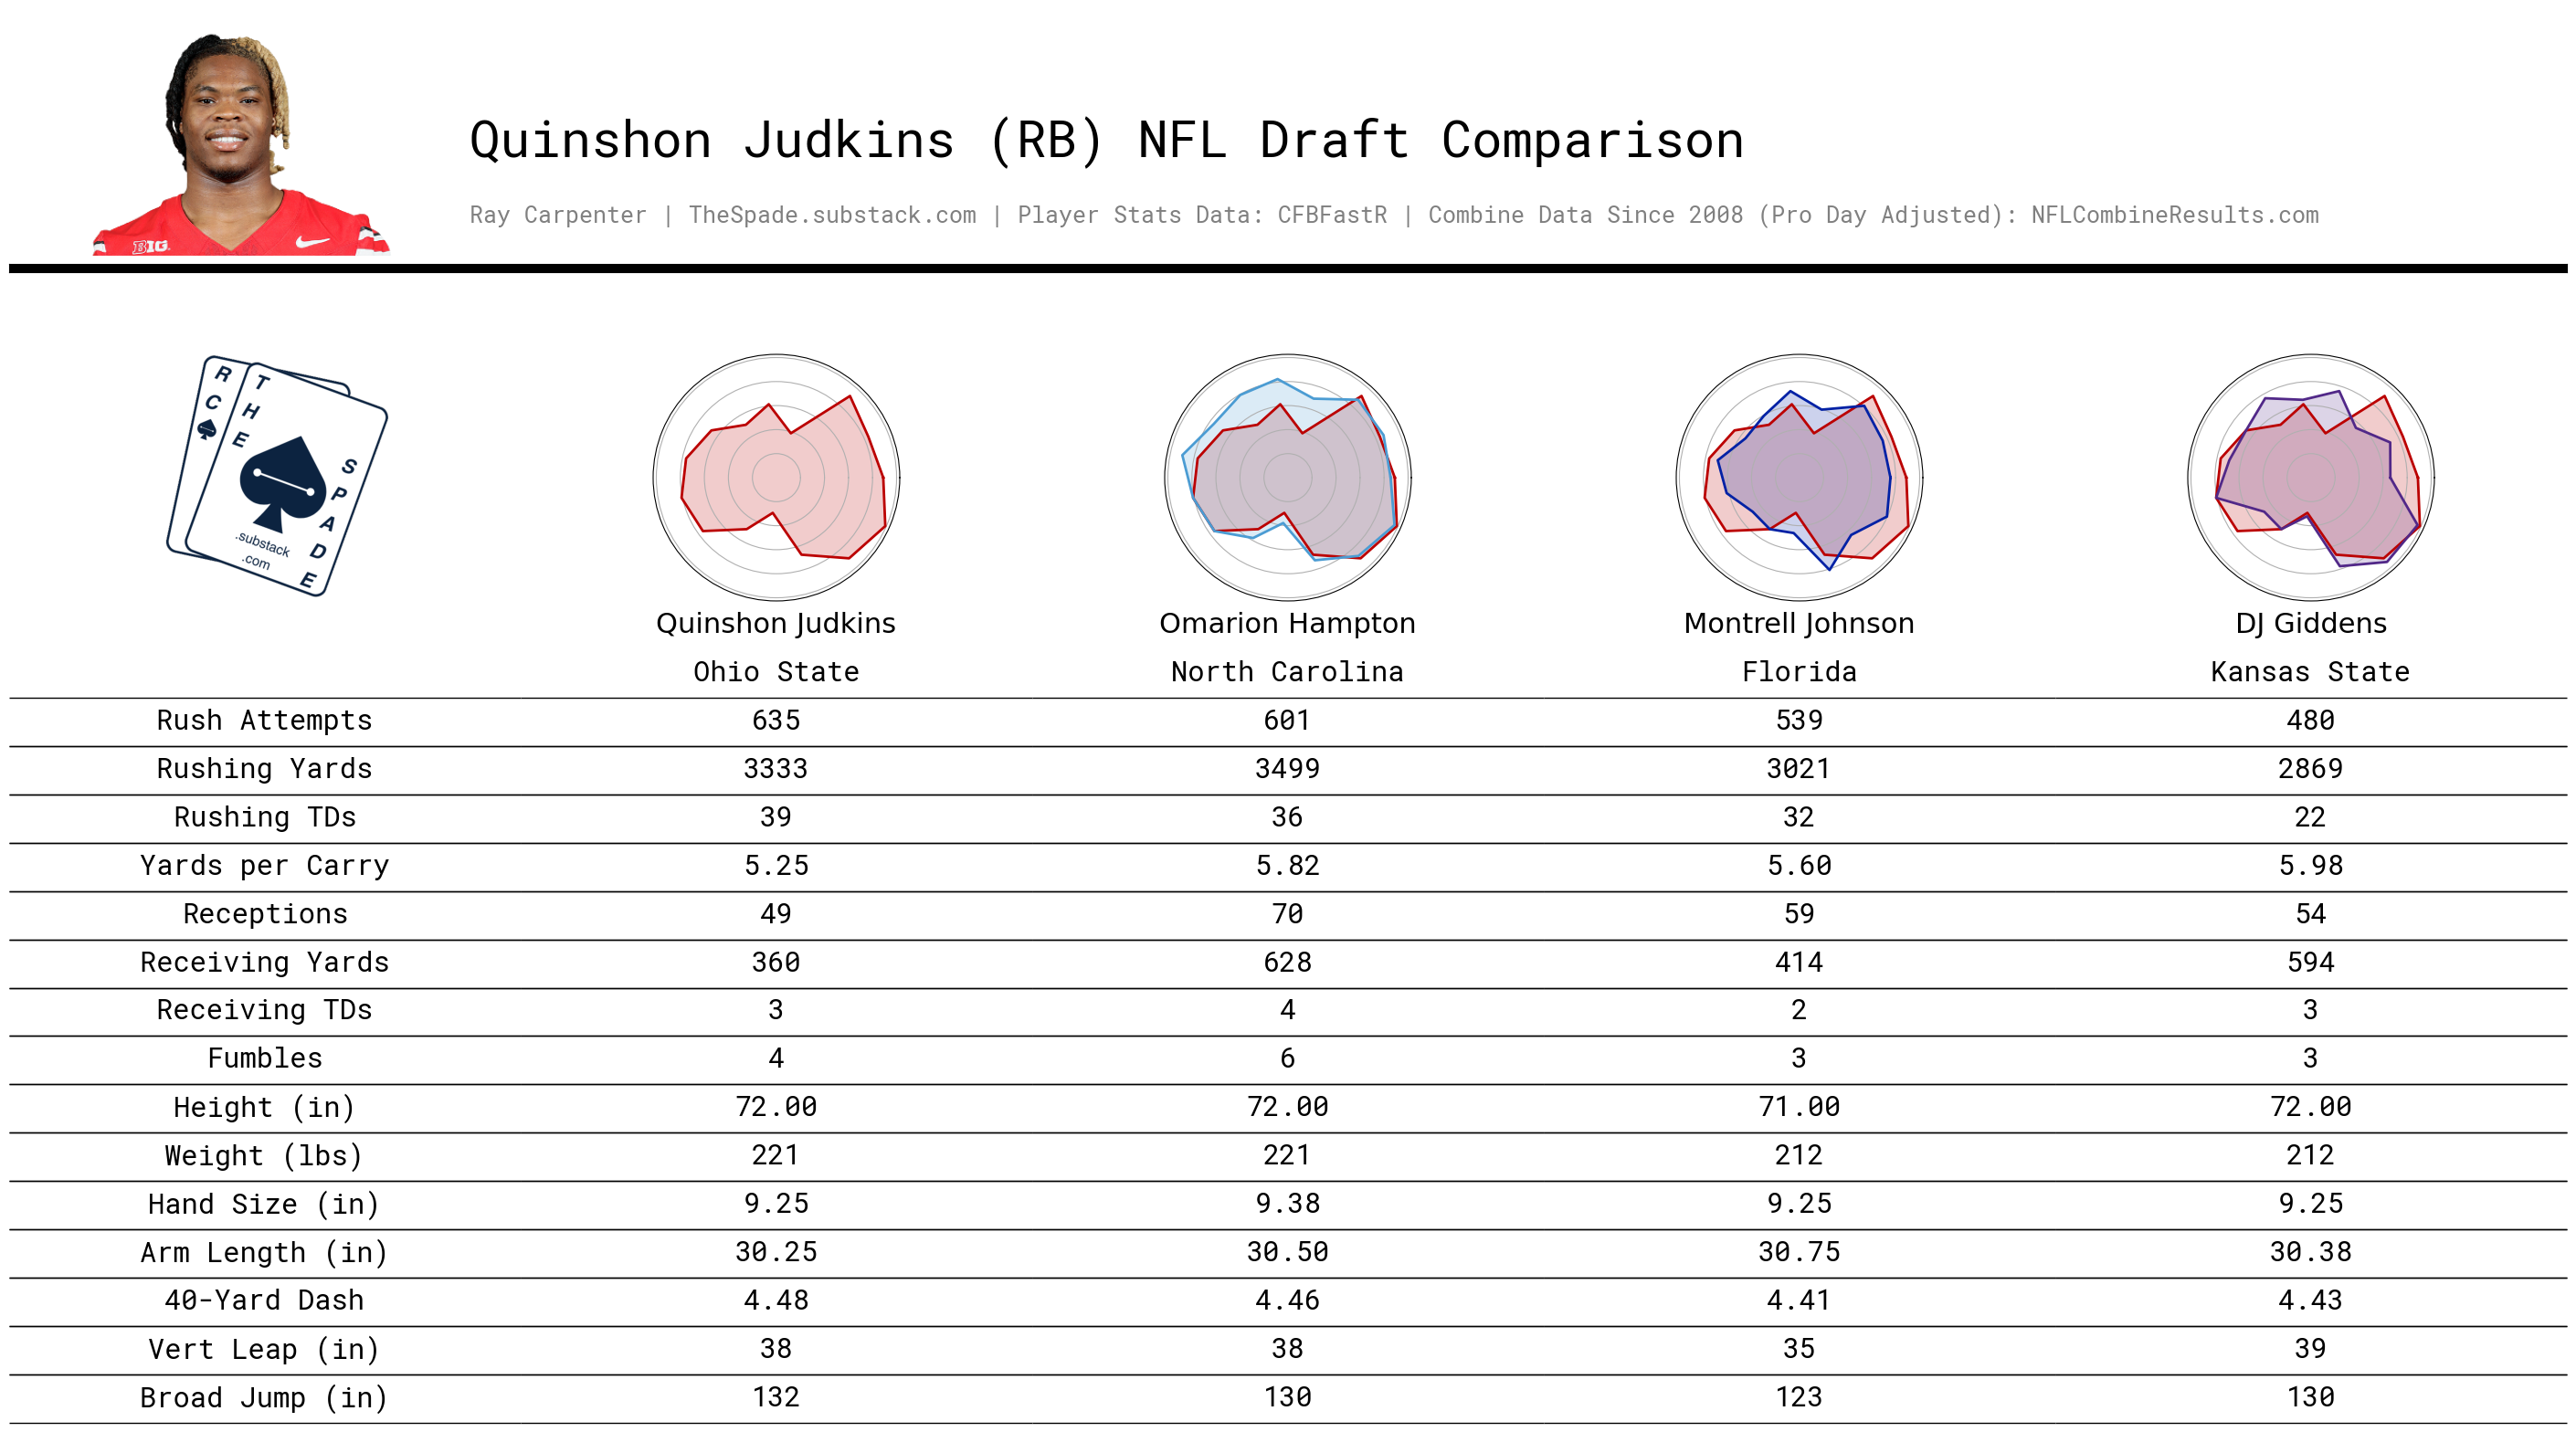 Quinshon Judkins (RB) NFL Draft Comparison
Ray Carpenter | TheSpade.substack.com | Player Stats Data: CFBFastR | Combine Data Since 2008 (Pro Day Adjusted): NFLCombineResults.com
BIG
RC
THE
SPADE
.substack
.com
Quinshon Judkins Omarion Hampton Montrell Johnson DJ Giddens
Ohio State North Carolina Florida Kansas State
Rush Attempts 635 601 539 480
Rushing Yards 3333 3499 3021 2869
Rushing TDs 39 36 32 22
Yards per Carry 5.25 5.82 5.60 5.98
Receptions 49 70 59 54
Receiving Yards 360 628 414 594
Receiving TDs 3 4 2 3
Fumbles 4 6 3 3
Height (in) 72.00 72.00 71.00 72.00
Weight (lbs) 221 221 212 212
Hand Size (in) 9.25 9.38 9.25 9.25
Arm Length (in) 30.25 30.50 30.75 30.38
40-Yard Dash 4.48 4.46 4.41 4.43
Vert Leap (in) 38 38 35 39
Broad Jump (in) 132 130 123 130